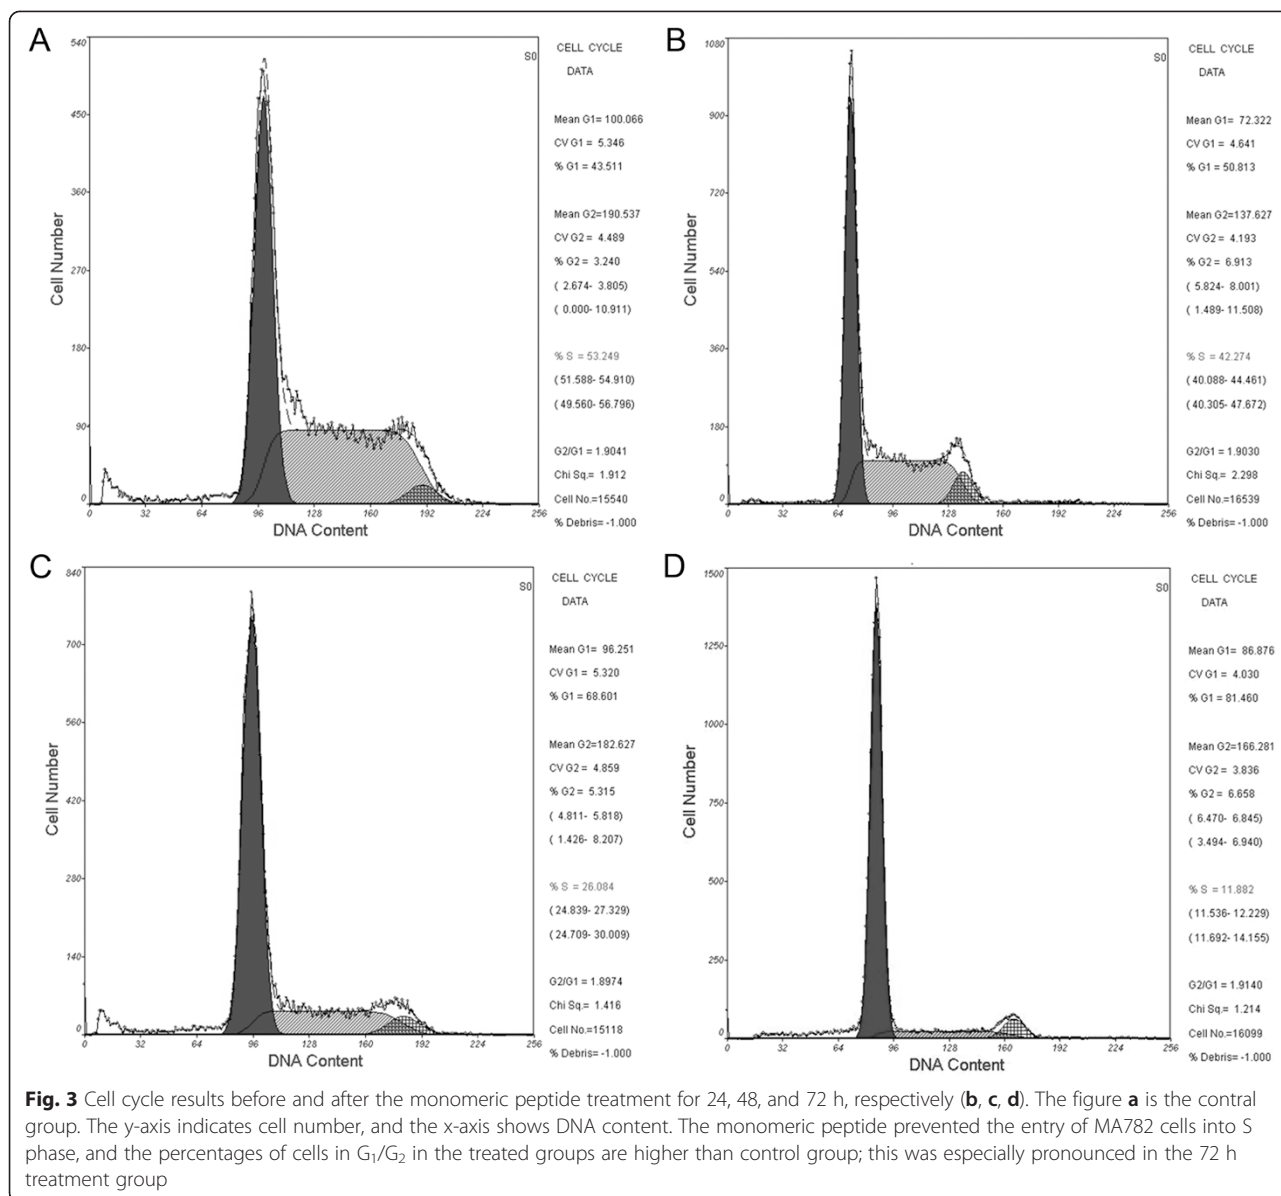 A
540
450
360
270
180
90
0
Cell Number
0 32 64 96 128 160 192 224 256
DNA Content
S0
CELL CYCLE
DATA
Mean G1= 100.066
CV G1 = 5.346
% G1 = 43.511
Mean G2=190.537
CV G2 = 4.489
% G2 = 3.240
( 2.674- 3.805)
( 0.000- 10.911)
% S = 53.249
(51.588- 54.910)
(49.560- 56.796)
G2/G1 = 1.9041
Chi Sq.= 1.912
Cell No.=15540
% Debris= -1.000
B
1080
900
720
540
360
180
0
Cell Number
0 32 64 96 128 160 192 224 256
DNA Content
S0
CELL CYCLE
DATA
Mean G1= 72.322
CV G1 = 4.641
% G1 = 50.813
Mean G2=137.627
CV G2 = 4.193
% G2 = 6.913
( 5.824- 8.001)
( 1.489- 11.508)
% S = 42.274
(40.088- 44.461)
(40.305- 47.672)
G2/G1 = 1.9030
Chi Sq.= 2.298
Cell No.=16539
% Debris= -1.000
C
840
700
560
420
280
140
0
Cell Number
0 32 64 96 128 160 192 224 256
DNA Content
S0
CELL CYCLE
DATA
Mean G1= 96.251
CV G1 = 5.320
% G1 = 68.601
Mean G2=182.627
CV G2 = 4.859
% G2 = 5.315
( 4.811- 5.818)
( 1.426- 8.207)
% S = 26.084
(24.839- 27.329)
(24.709- 30.009)
G2/G1 = 1.8974
Chi Sq.= 1.416
Cell No.=15118
% Debris= -1.000
D
1500
1250
1000
750
500
250
0
Cell Number
0 32 64 96 128 160 192 224 256
DNA Content
S0
CELL CYCLE
DATA
Mean G1= 86.876
CV G1 = 4.030
% G1 = 81.460
Mean G2=166.281
CV G2 = 3.836
% G2 = 6.658
( 6.470- 6.845)
( 3.494- 6.940)
% S = 11.882
(11.536- 12.229)
(11.692- 14.155)
G2/G1 = 1.9140
Chi Sq.= 1.214
Cell No.=16099
% Debris= -1.000
Fig. 3 Cell cycle results before and after the monomeric peptide treatment for 24, 48, and 72 h, respectively (b, c, d). The figure a is the contral
group. The y-axis indicates cell number, and the x-axis shows DNA content. The monomeric peptide prevented the entry of MA782 cells into S
phase, and the percentages of cells in G₁/G₂ in the treated groups are higher than control group; this was especially pronounced in the 72 h
treatment group